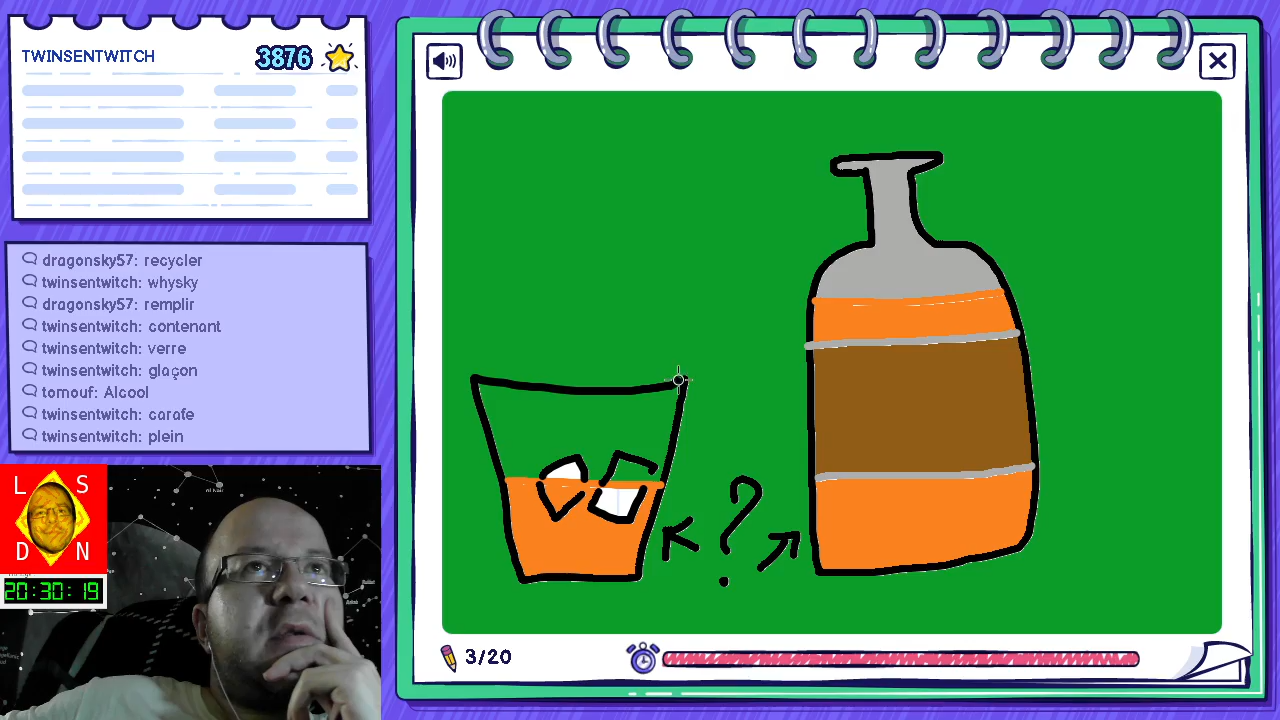 TWINSENTWITCH 3876
dragonsky57: recycler
twinsentwitch: whysky
dragonsky57: remplir
twinsentwitch: contenant
twinsentwitch: verre
twinsentwitch: glaçon
tomouf: Alcool
twinsentwitch: carafe
twinsentwitch: plein
L S
D N
20:30:19
?
3/20